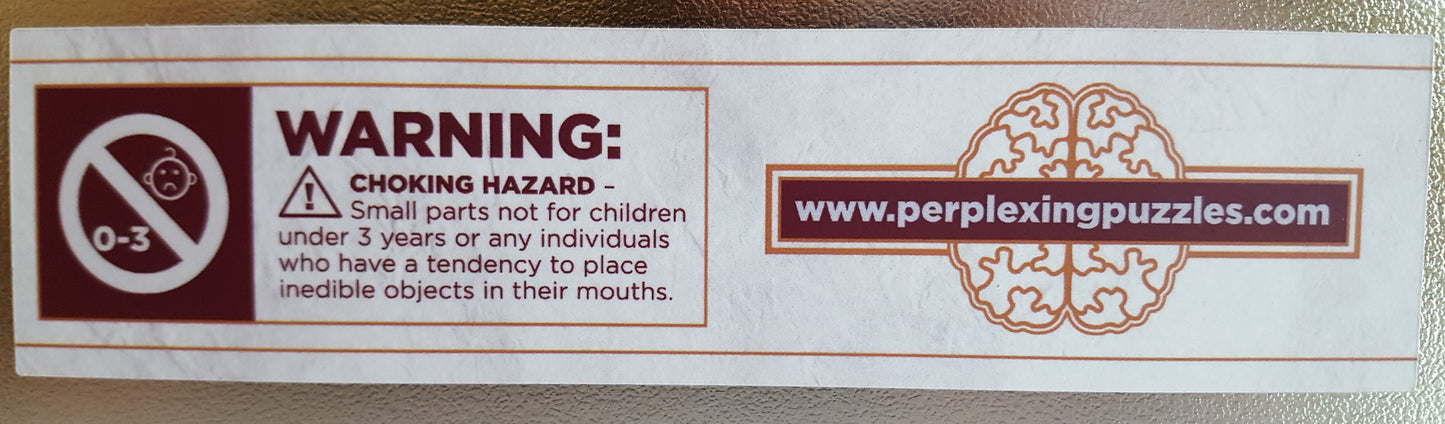 0-3
WARNING:
CHOKING HAZARD –
Small parts not for children
under 3 years or any individuals
who have a tendency to place
inedible objects in their mouths.
www.perplexingpuzzles.com